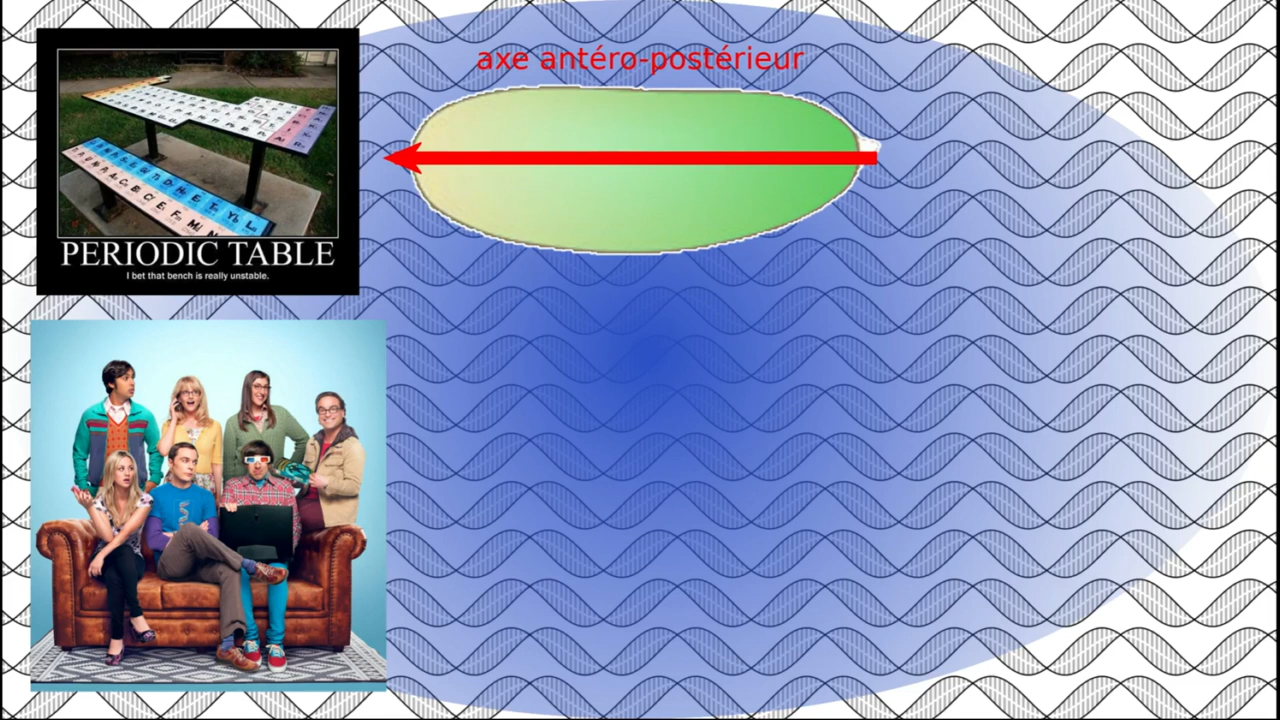 axe antéro-postérieur
PERIODIC TABLE
I bet that bench is really unstable.